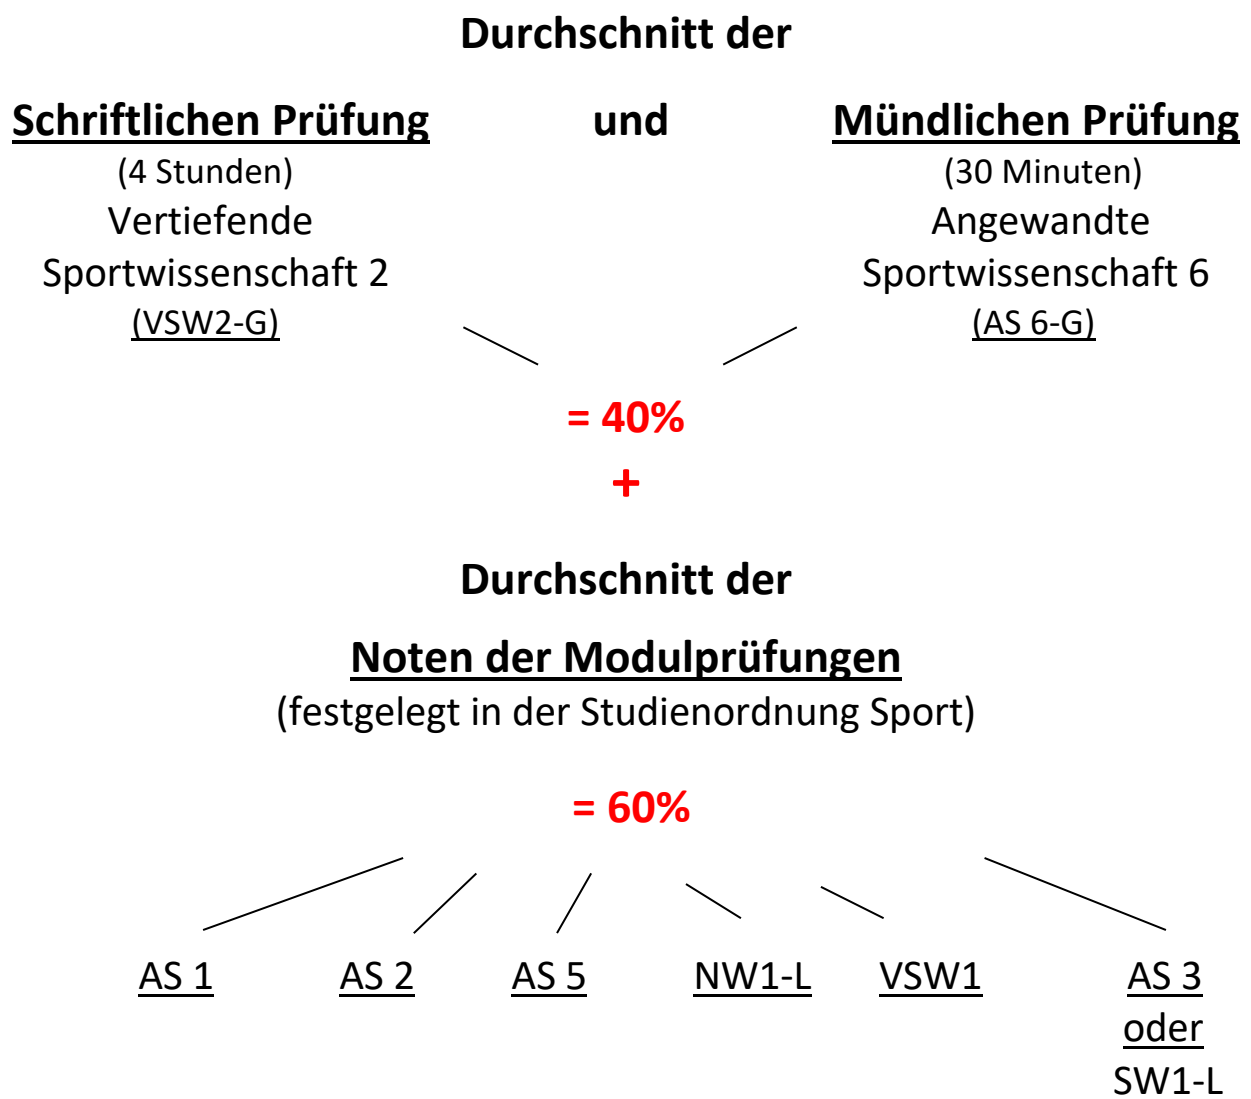 Durchschnitt der
Schriftlichen Prüfung und Mündlichen Prüfung
(4 Stunden) (30 Minuten)
Vertiefende Angewandte
Sportwissenschaft 2 Sportwissenschaft 6
(VSW2-G) (AS 6-G)
= 40%
+
Durchschnitt der
Noten der Modulprüfungen
(festgelegt in der Studienordnung Sport)
= 60%
AS 1 AS 2 AS 5 NW1-L VSW1 AS 3
oder
SW1-L